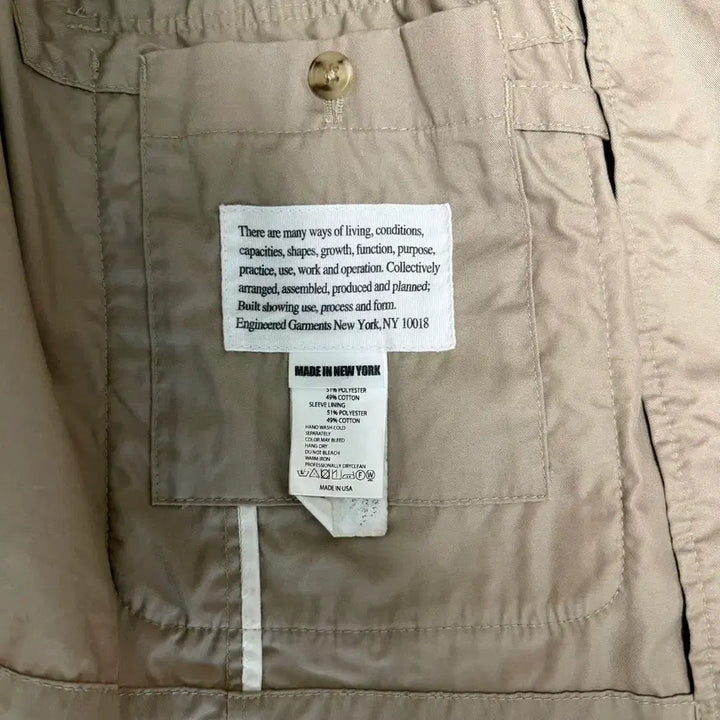 There are many ways of living, conditions,
capacities, shapes, growth, function, purpose,
practice, use, work and operation. Collectively
arranged, assembled, produced and planned;
Built showing use, process and form.
Engineered Garments New York, NY 10018
MADE IN NEW YORK
51% POLYESTER
49% COTTON
SLEEVE LINING
51% POLYESTER
49% COTTON
HAND WASH COLD
SEPARATELY
COLOR MAY BLEED
HANG DRY
DO NOT BLEACH
WARM IRON
PROFESSIONALLY DRYCLEAN
F W
MADE IN USA